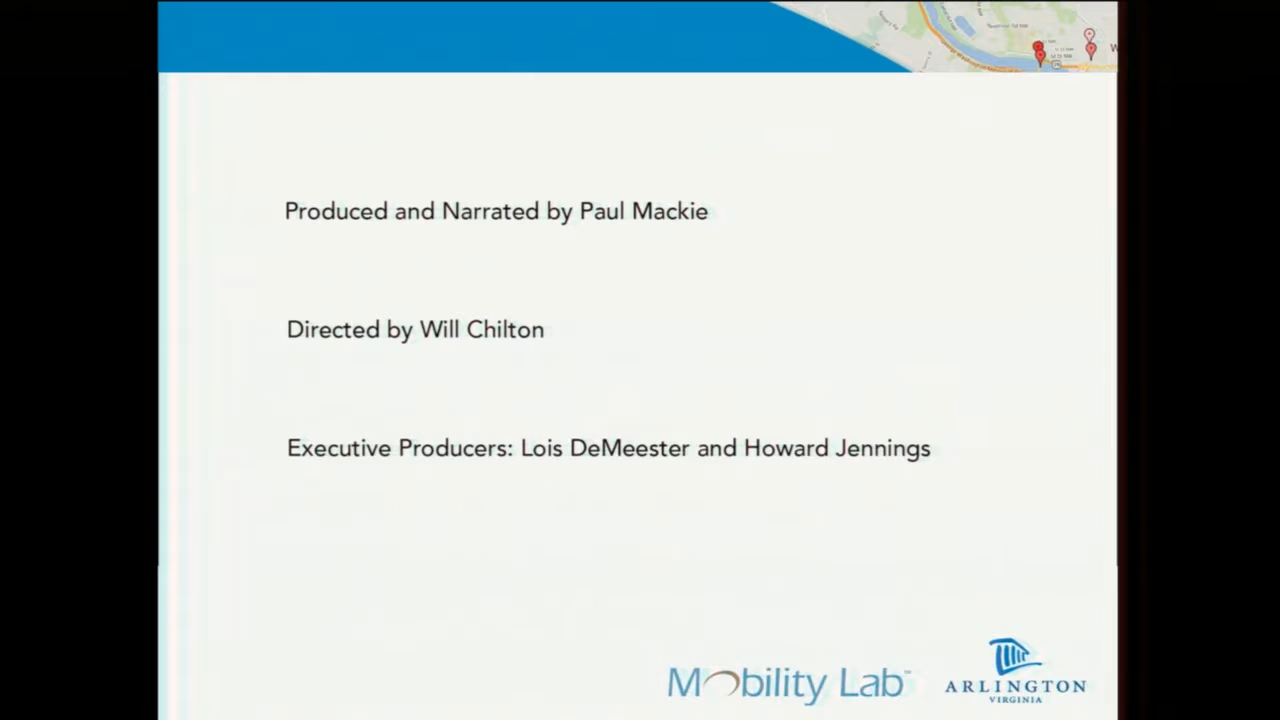 Produced and Narrated by Paul Mackie
Directed by Will Chilton
Executive Producers: Lois DeMeester and Howard Jennings
Mobility Lab™
ARLINGTON
VIRGINIA